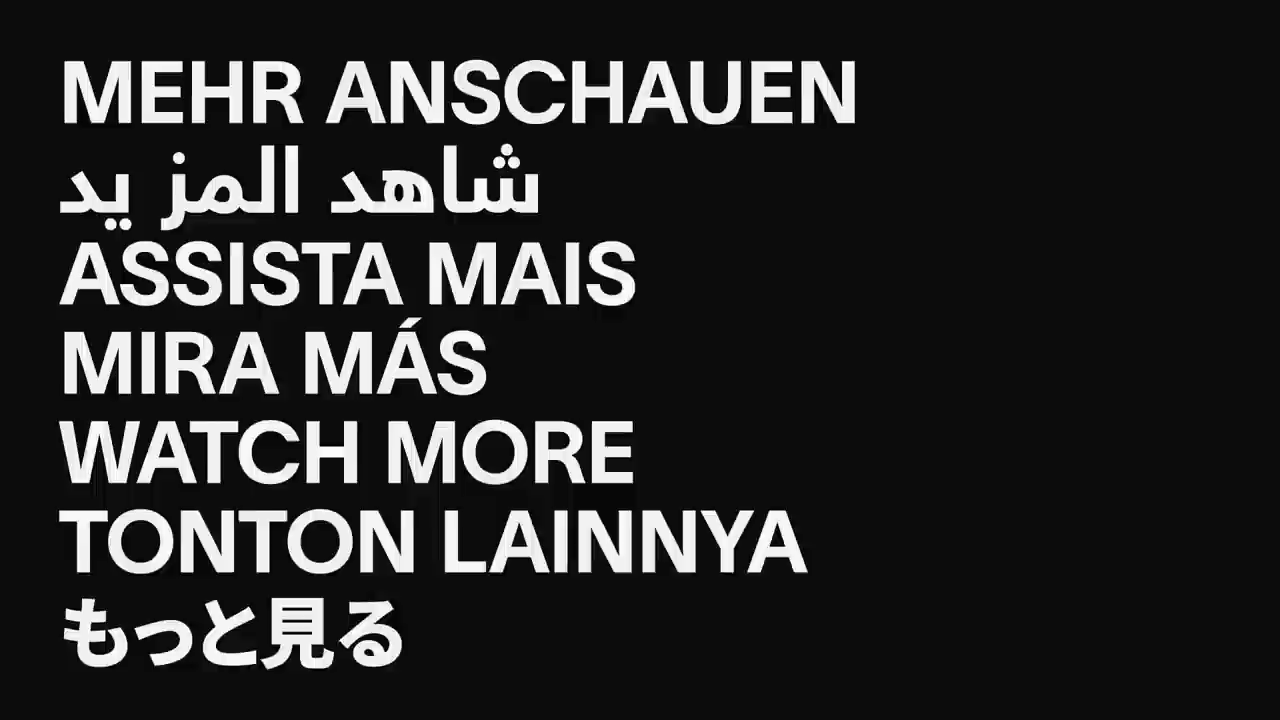 MEHR ANSCHAUEN
شاهد المز يد
ASSISTA MAIS
MIRA MÁS
WATCH MORE
TONTON LAINNYA
もっと見る